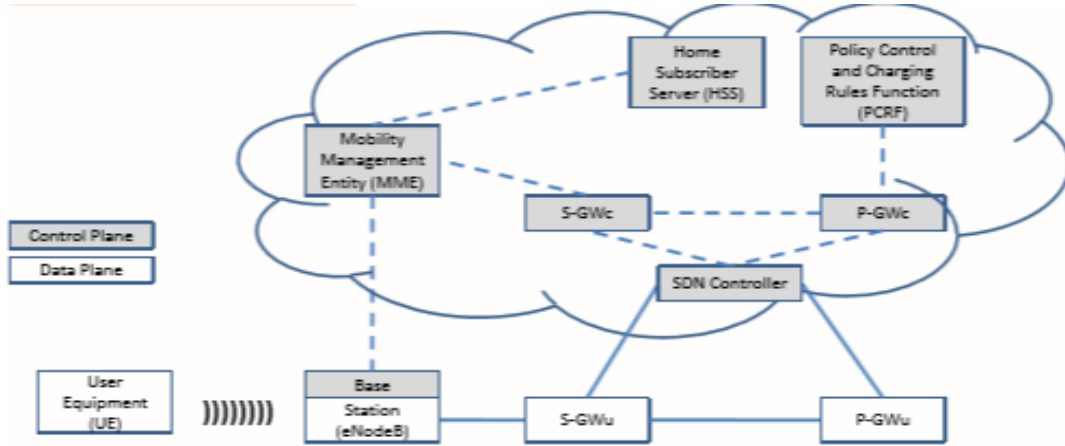 Home
Subscriber
Server (HSS)
Policy Control
and Charging
Rules Function
(PCRF)
Mobility
Management
Entity (MME)
S-GWc
P-GWc
Control Plane
Data Plane
SDN Controller
User
Equipment
(UE)
))))))))
Base
Station
(eNodeB)
S-GWu
P-GWu